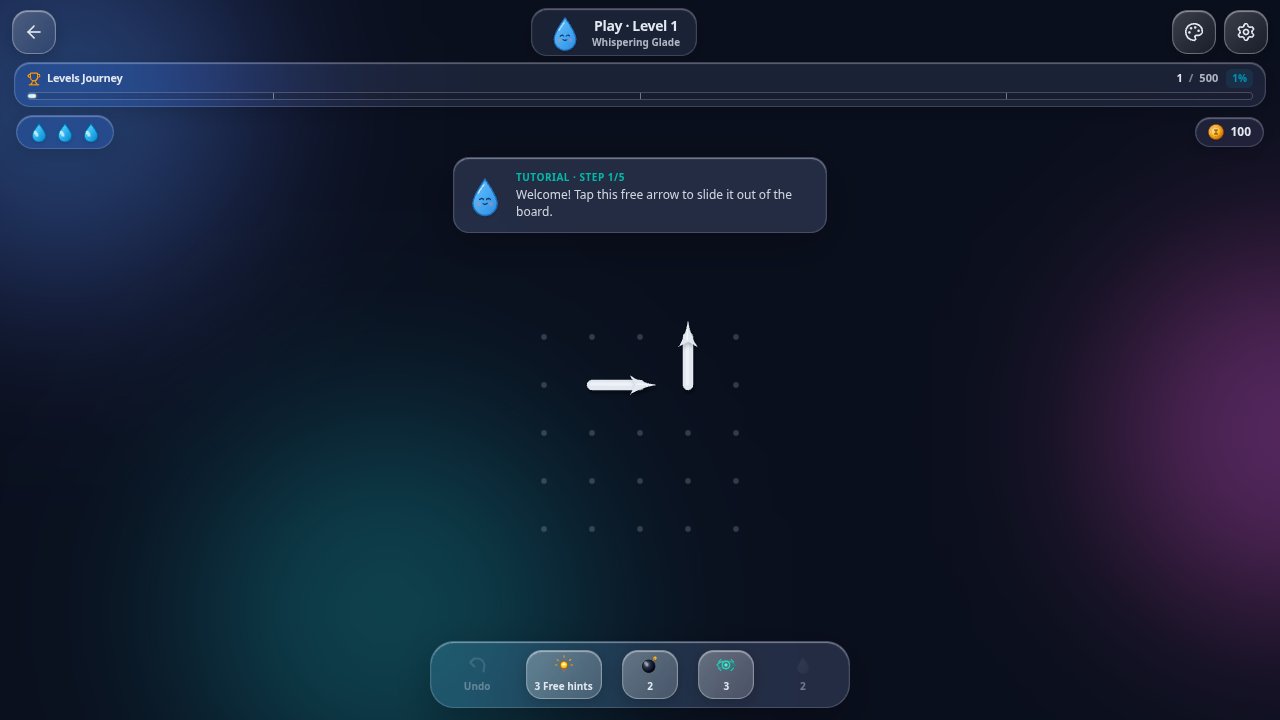 Play · Level 1
Whispering Glade
Levels Journey
1 / 500 1%
100
TUTORIAL · STEP 1/5
Welcome! Tap this free arrow to slide it out of the
board.
Undo
3 Free hints
2
3
2